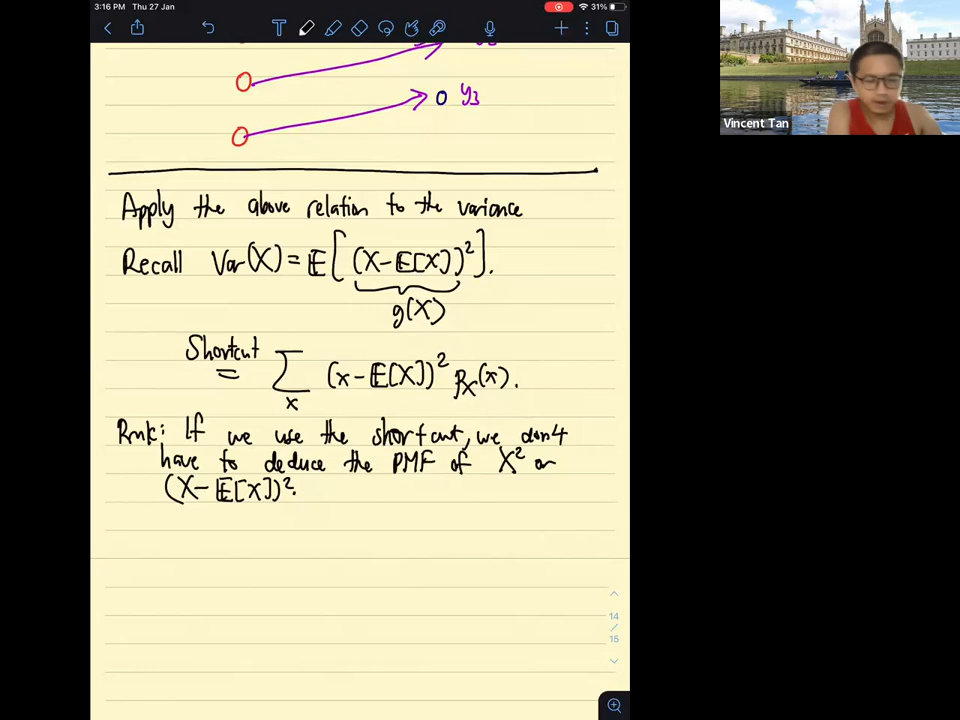 3:16 PM Thu 27 Jan
31%
y3
Apply the above relation to the variance
Recall Var(X) = E[(X-E[X])²].
g(X)
Shortcut
= Σ (x-E[X])² pX(x).
x
Rmk: If we use the shortcut, we don't
have to deduce the PMF of X² or
(X-E[X])².
14
/
15
Vincent Tan